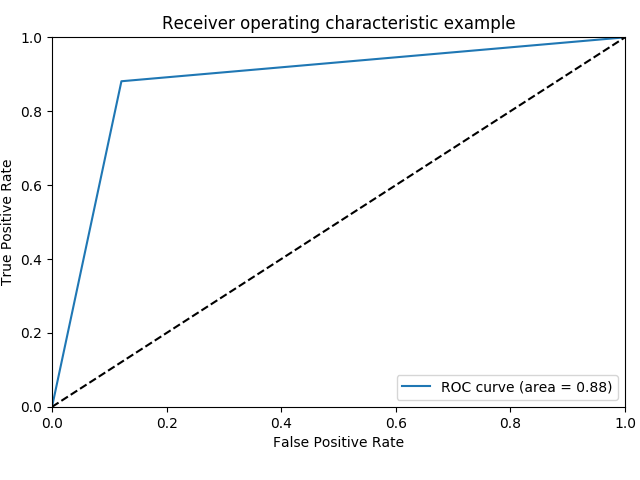 Receiver operating characteristic example
1.0
0.8
0.6
0.4
0.2
0.0
True Positive Rate
ROC curve (area = 0.88)
0.0 0.2 0.4 0.6 0.8 1.0
False Positive Rate